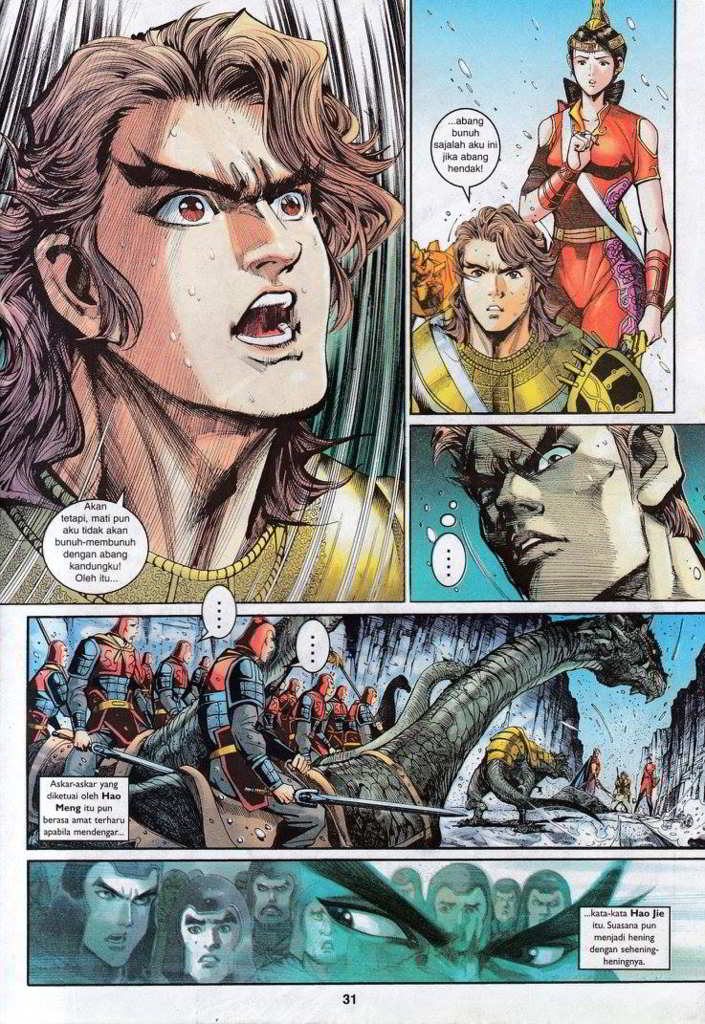 Akan
tetapi, mati pun
aku tidak akan
bunuh-membunuh
dengan abang
kandungku!
Oleh itu...
...abang
bunuh
sajalah aku ini
jika abang
hendak!
....
....
....
Askar-askar yang
diketuai oleh Hao
Meng itu pun
berasa amat terharu
apabila mendengar...
...kata-kata Hao Jie
itu. Suasana pun
menjadi hening
dengan sehening-
heningnya.
31